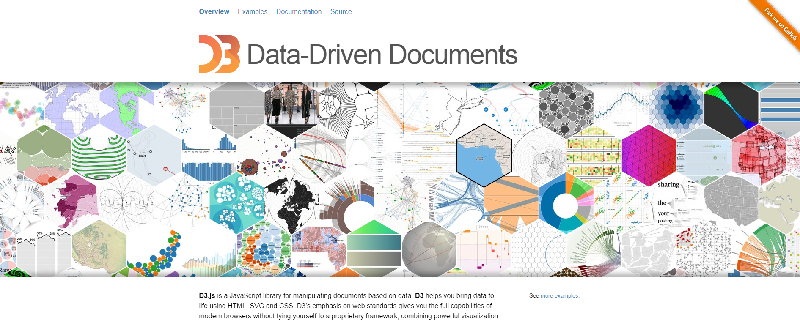 Overview Examples Documentation Source
Fork me on GitHub
D3 Data-Driven Documents
sharing
the
your
D3.js is a JavaScript library for manipulating documents based on data. D3 helps you bring data to
life using HTML, SVG and CSS. D3's emphasis on web standards gives you the full capabilities of
modern browsers without tying yourself to a proprietary framework, combining powerful visualization
See more examples.